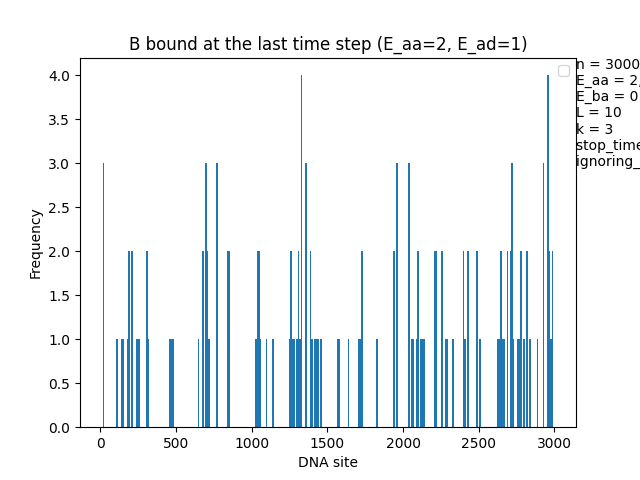 B bound at the last time step (E_aa=2, E_ad=1)
n = 3000
E_aa = 2,
E_ba = 0
L = 10
k = 3
stop_time
ignoring_
4.0
3.5
3.0
2.5
2.0
1.5
1.0
0.5
0.0
Frequency
0 500 1000 1500 2000 2500 3000
DNA site